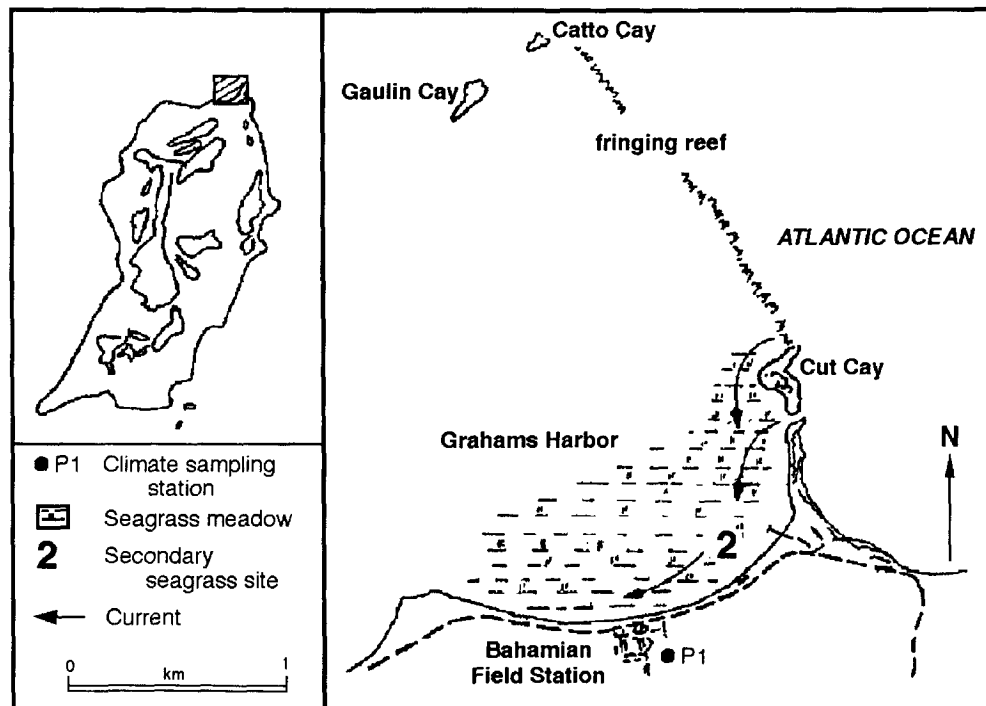 ● P1 Climate sampling
station
Seagrass meadow
2 Secondary
seagrass site
Current
0 1
km
Catto Cay
Gaulin Cay
fringing reef
ATLANTIC OCEAN
Cut Cay
Grahams Harbor
N
2
Bahamian
Field Station
● P1